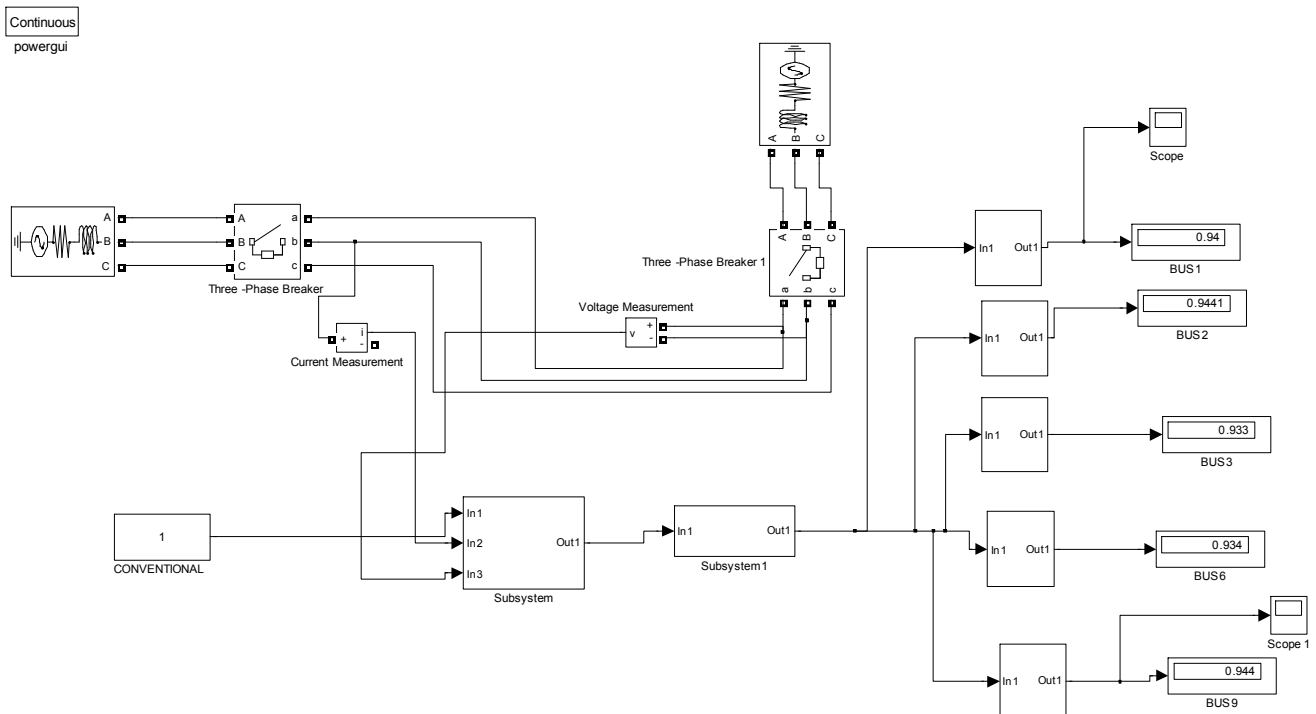 Continuous
powergui
A
B
C
Scope
A
B
C
A
B
C
a
b
c
Three -Phase Breaker
A
B
C
a
b
c
Three -Phase Breaker 1
In1
Out1
0.94
BUS1
Voltage Measurement
v
+
-
i
+
-
Current Measurement
In1
Out1
0.9441
BUS2
In1
Out1
0.933
BUS3
1
CONVENTIONAL
In1
In2
In3
Out1
Subsystem
In1
Out1
Subsystem1
In1
Out1
0.934
BUS6
Scope 1
In1
Out1
0.944
BUS9